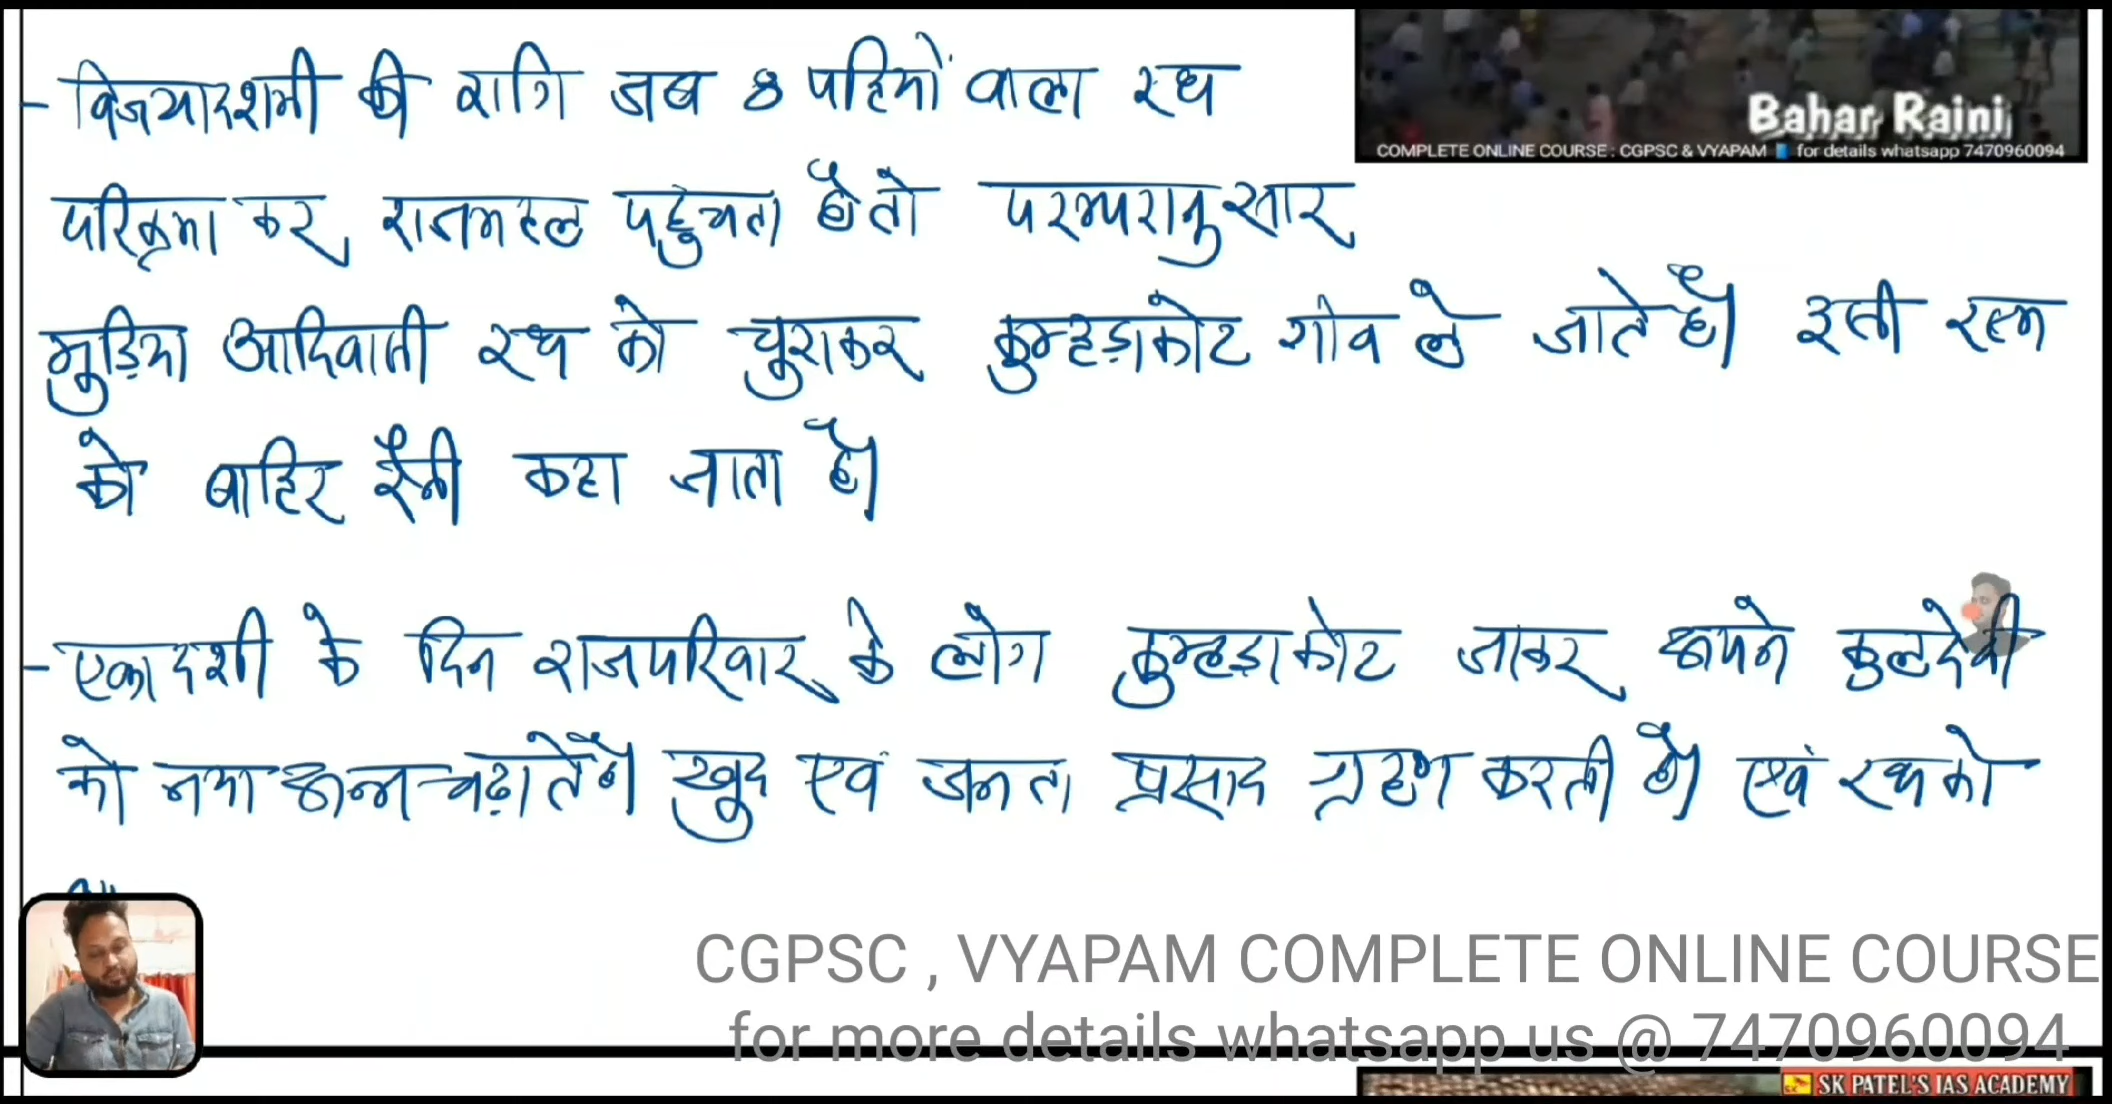 - विजयादशमी की रात्रि जब 8 पहियों वाला रथ
परिक्रमा कर राजमहल पहुचता है तो परम्परानुसार
मुड़िया आदिवासी रथ को चुराकर कुम्हड़ाकोट गांव ले जाते है। इसी रस्म
को बाहिर रैनी कहा जाता है।
Bahar Raini
COMPLETE ONLINE COURSE : CGPSC & VYAPAM for details whatsapp 7470960094
- एकादशी के दिन राजपरिवार के लोग कुम्हड़ाकोट जाकर अपने कुलदेवी
को नया अन्न चढ़ाते है। खुद एवं जनता प्रसाद ग्रहण करती है। एवं रथ को
CGPSC , VYAPAM COMPLETE ONLINE COURSE
for more details whatsapp us @ 7470960094
SK PATEL'S IAS ACADEMY